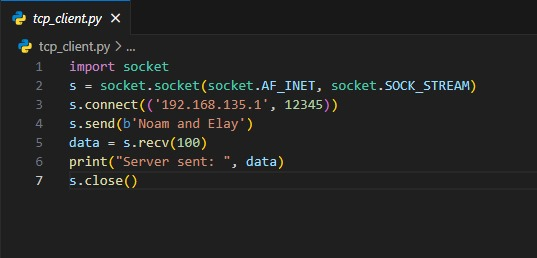 tcp_client.py ×
tcp_client.py > ...
1 import socket
2 s = socket.socket(socket.AF_INET, socket.SOCK_STREAM)
3 s.connect(('192.168.135.1', 12345))
4 s.send(b'Noam and Elay')
5 data = s.recv(100)
6 print("Server sent: ", data)
7 s.close()